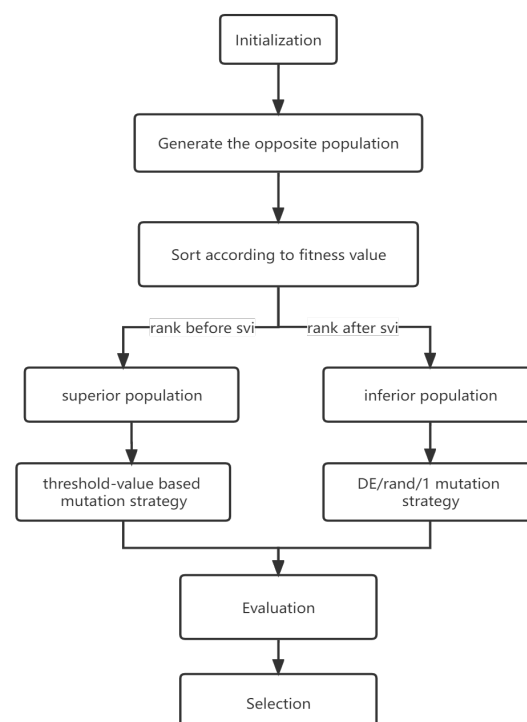 Initialization
Generate the opposite population
Sort according to fitness value
rank before svi
rank after svi
superior population
inferior population
threshold-value based
mutation strategy
DE/rand/1 mutation
strategy
Evaluation
Selection